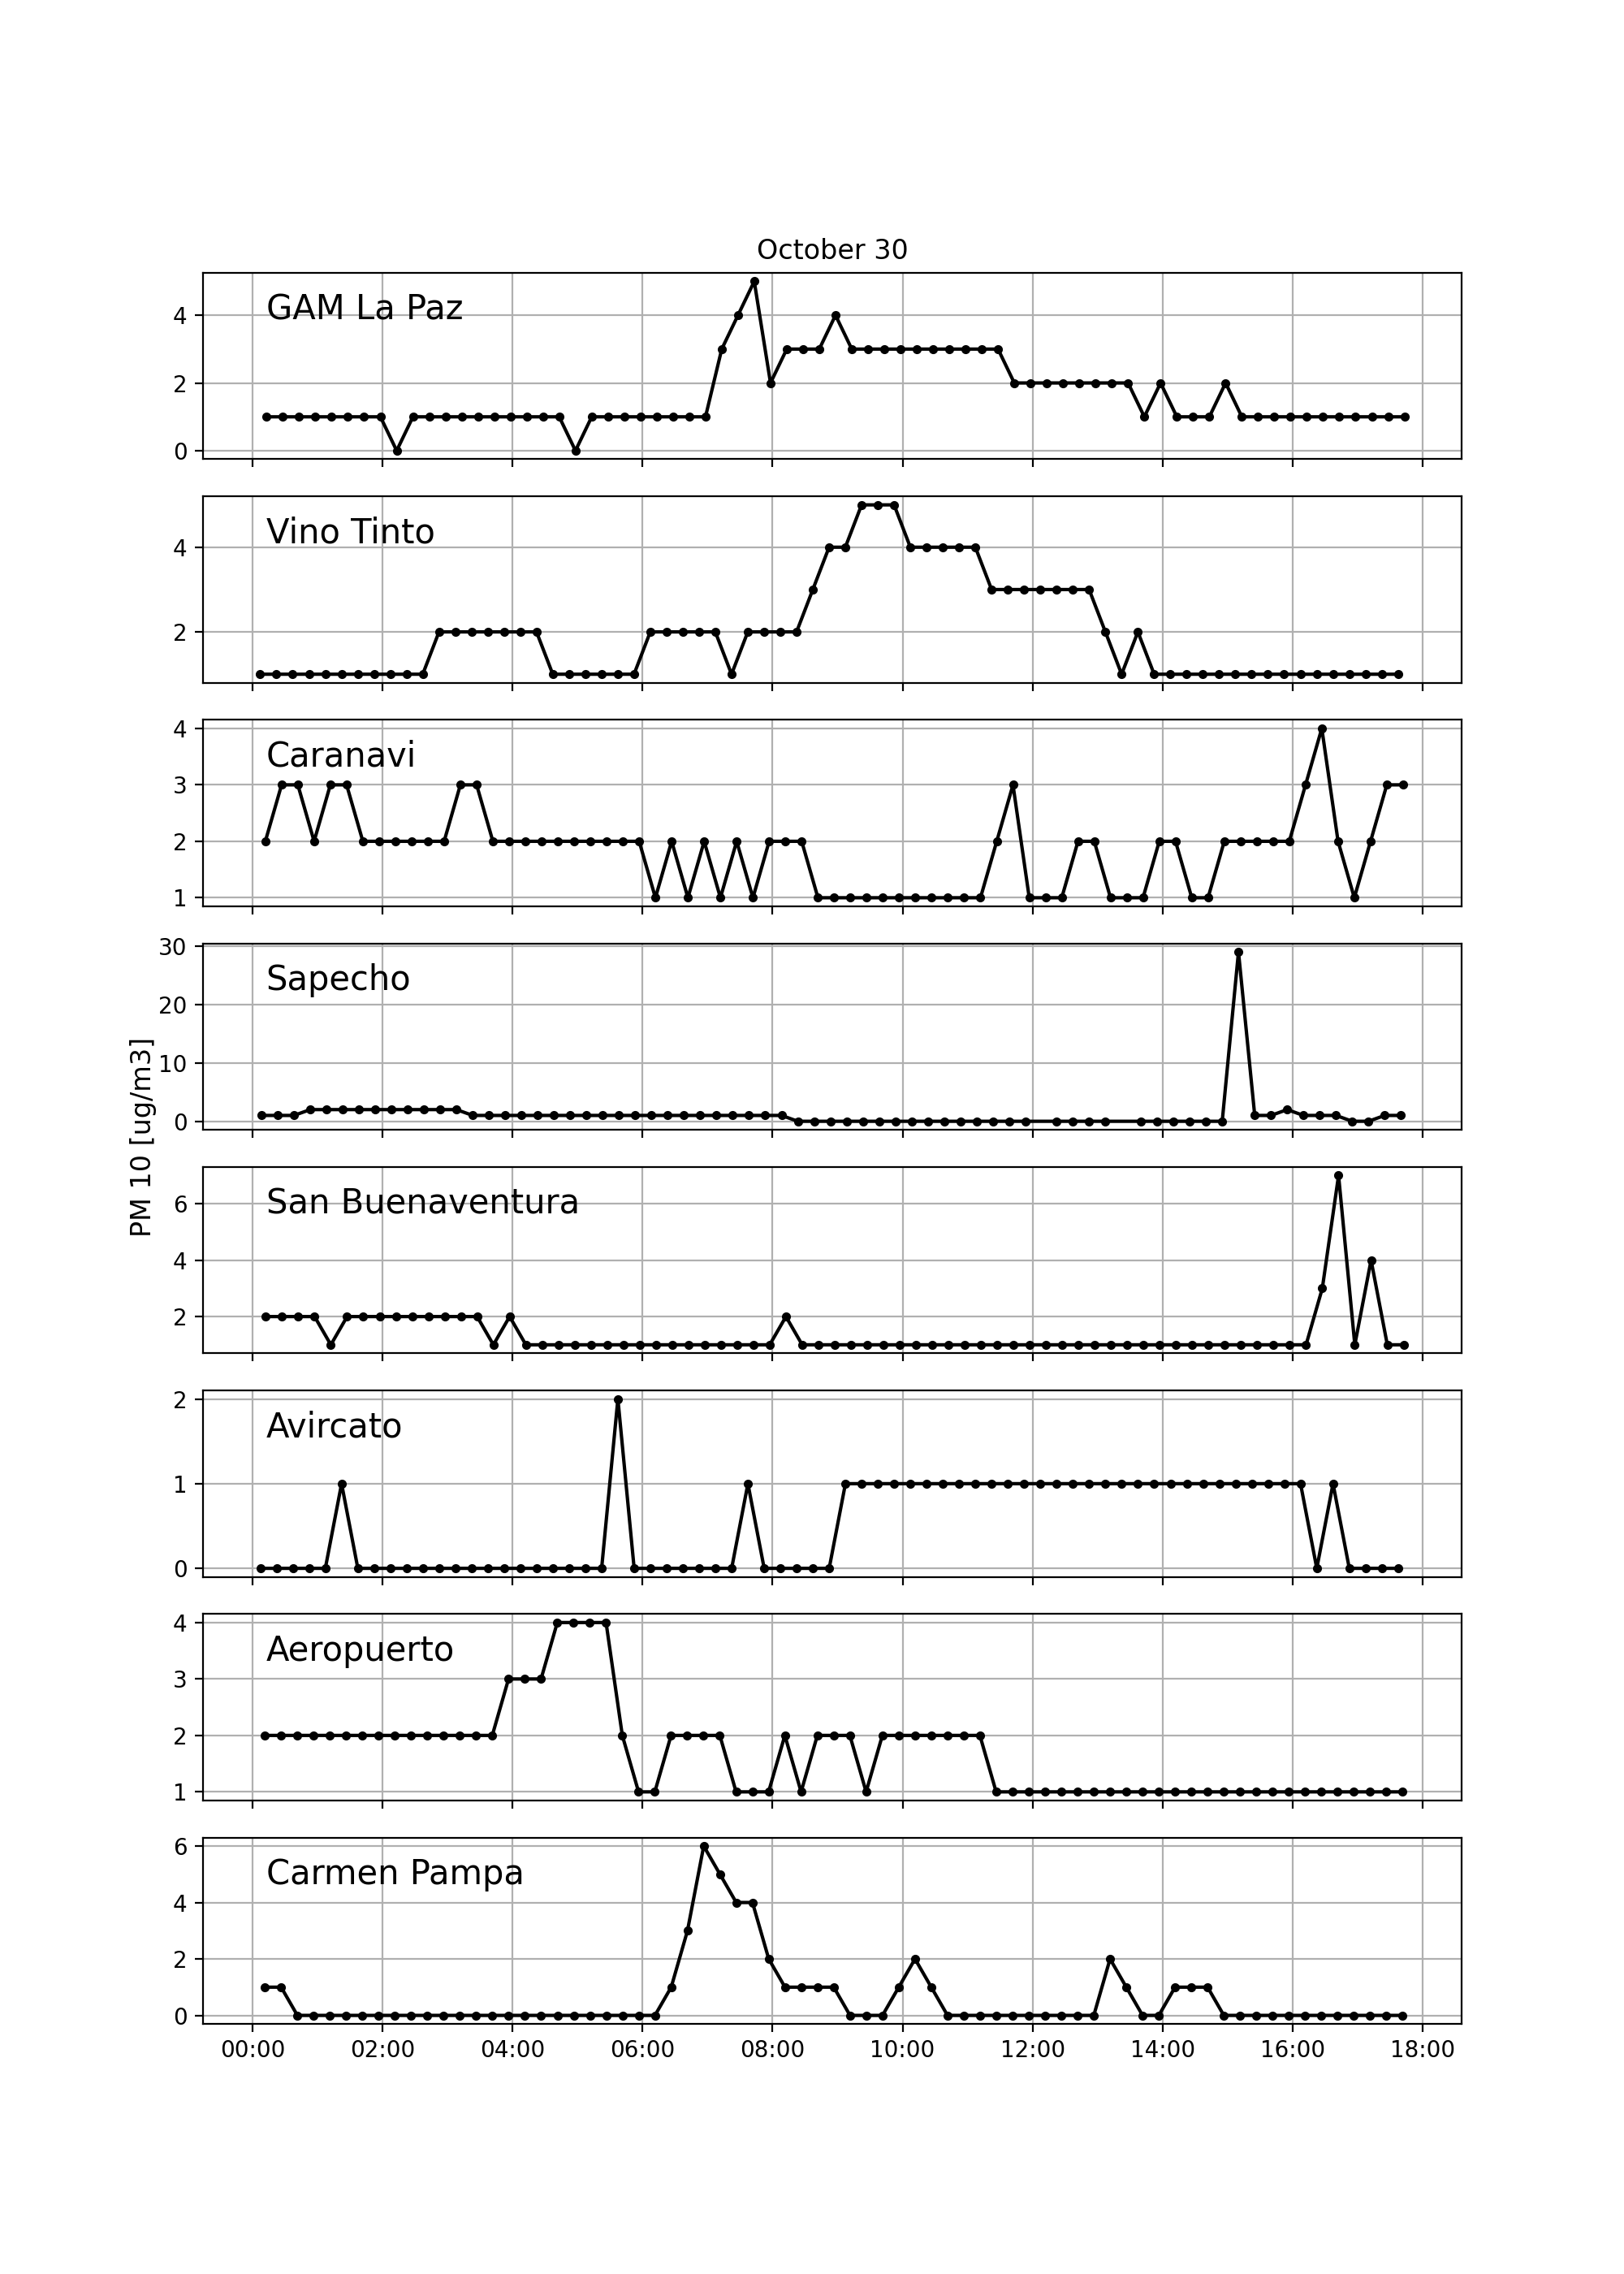 October 30
GAM La Paz
4
2
0
Vino Tinto
4
2
Caranavi
4
3
2
1
Sapecho
30
20
10
0
PM 10 [ug/m3]
San Buenaventura
6
4
2
Avircato
2
1
0
Aeropuerto
4
3
2
1
Carmen Pampa
6
4
2
0
00:00 02:00 04:00 06:00 08:00 10:00 12:00 14:00 16:00 18:00